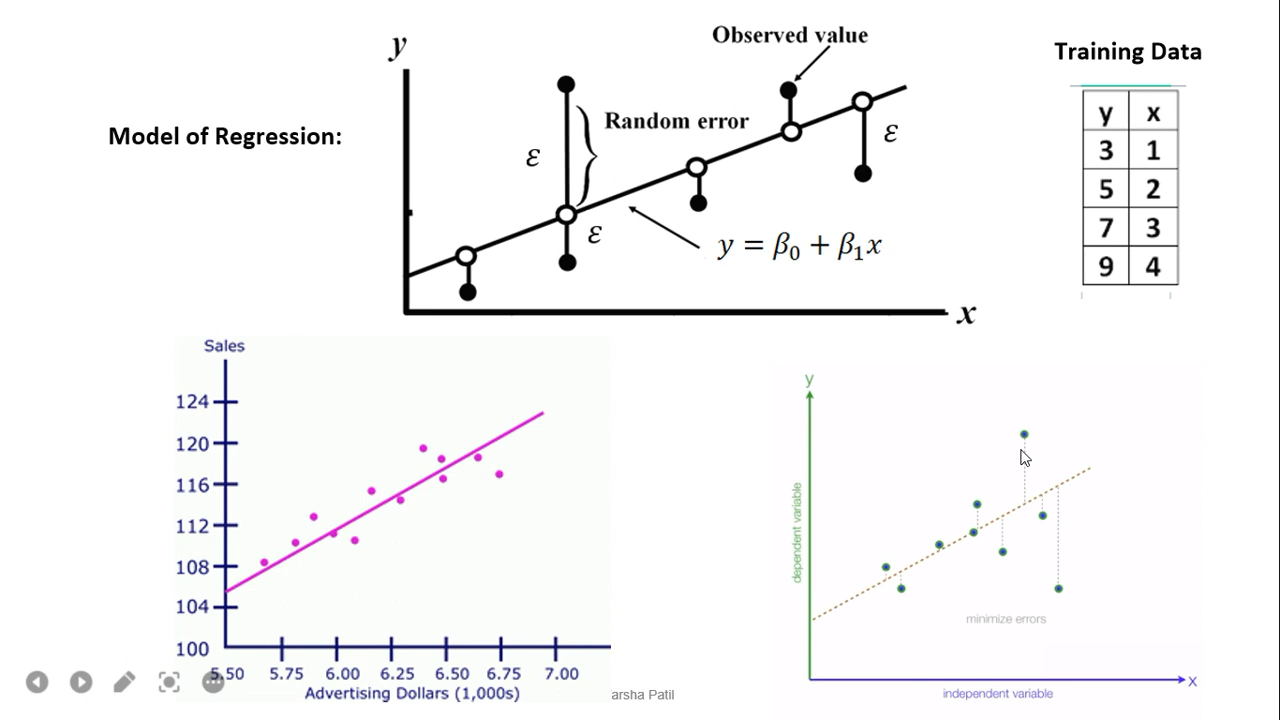 Model of Regression:
y
Observed value
Random error
ε
ε
ε
y = β₀ + β₁x
x
Training Data
y x
3 1
5 2
7 3
9 4
Sales
124
120
116
112
108
104
100
5.50 5.75 6.00 6.25 6.50 6.75 7.00
Advertising Dollars (1,000s)
y
dependent variable
minimize errors
x
independent variable
arsha Patil